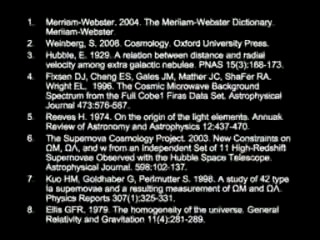 1. Merriam-Webster. 2004. The Merriam-Webster Dictionary.
Merriam-Webster.
2. Weinberg, S. 2008. Cosmology. Oxford University Press.
3. Hubble, E. 1929. A relation between distance and radial
velocity among extra galactic nebulae. PNAS 15(3):168-173.
4. Fixsen DJ, Cheng ES, Gales JM, Mather JC, Shafer RA.
Wright EL. 1996. The Cosmic Microwave Background
Spectrum from the Full Cobe1 Firas Data Set. Astrophysical
Journal 473:576-587.
5. Reeves H. 1974. On the origin of the light elements. Annual.
Review of Astronomy and Astrophysics 12:437-470.
6. The Supernova Cosmology Project. 2003. New Constraints on
ΩM, ΩΛ, and w from an Independent Set of 11 High-Redshift
Supernovae Observed with the Hubble Space Telescope.
Astrophysical Journal. 598:102-137.
7. Kuo HM, Goldhaber G, Perlmutter S. 1998. A study of 42 type
Ia supernovae and a resulting measurement of ΩM and ΩΛ.
Physics Reports 307(1):325-331.
8. Ellis GFR. 1979. The homogeneity of the universe. General
Relativity and Gravitation 11(4):281-289.